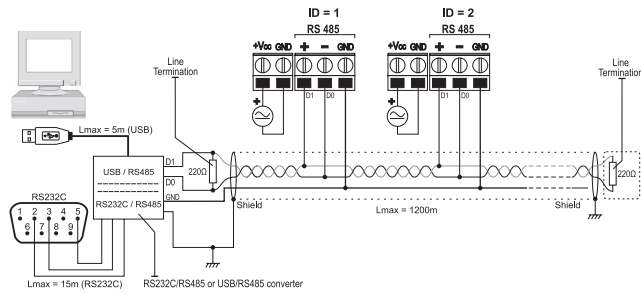 ID = 1
ID = 2
RS 485
RS 485
+Vcc GND + − GND
+Vcc GND + − GND
Line
Termination
Line
Termination
D1 D0
D1 D0
+
+
Lmax = 5m (USB)
USB / RS485
RS232C / RS485
D1
D0
GND
220Ω
220Ω
Shield
Lmax = 1200m
Shield
RS232C
1 2 3 4 5
6 7 8 9
Lmax = 15m (RS232C)
RS232C/RS485 or USB/RS485 converter